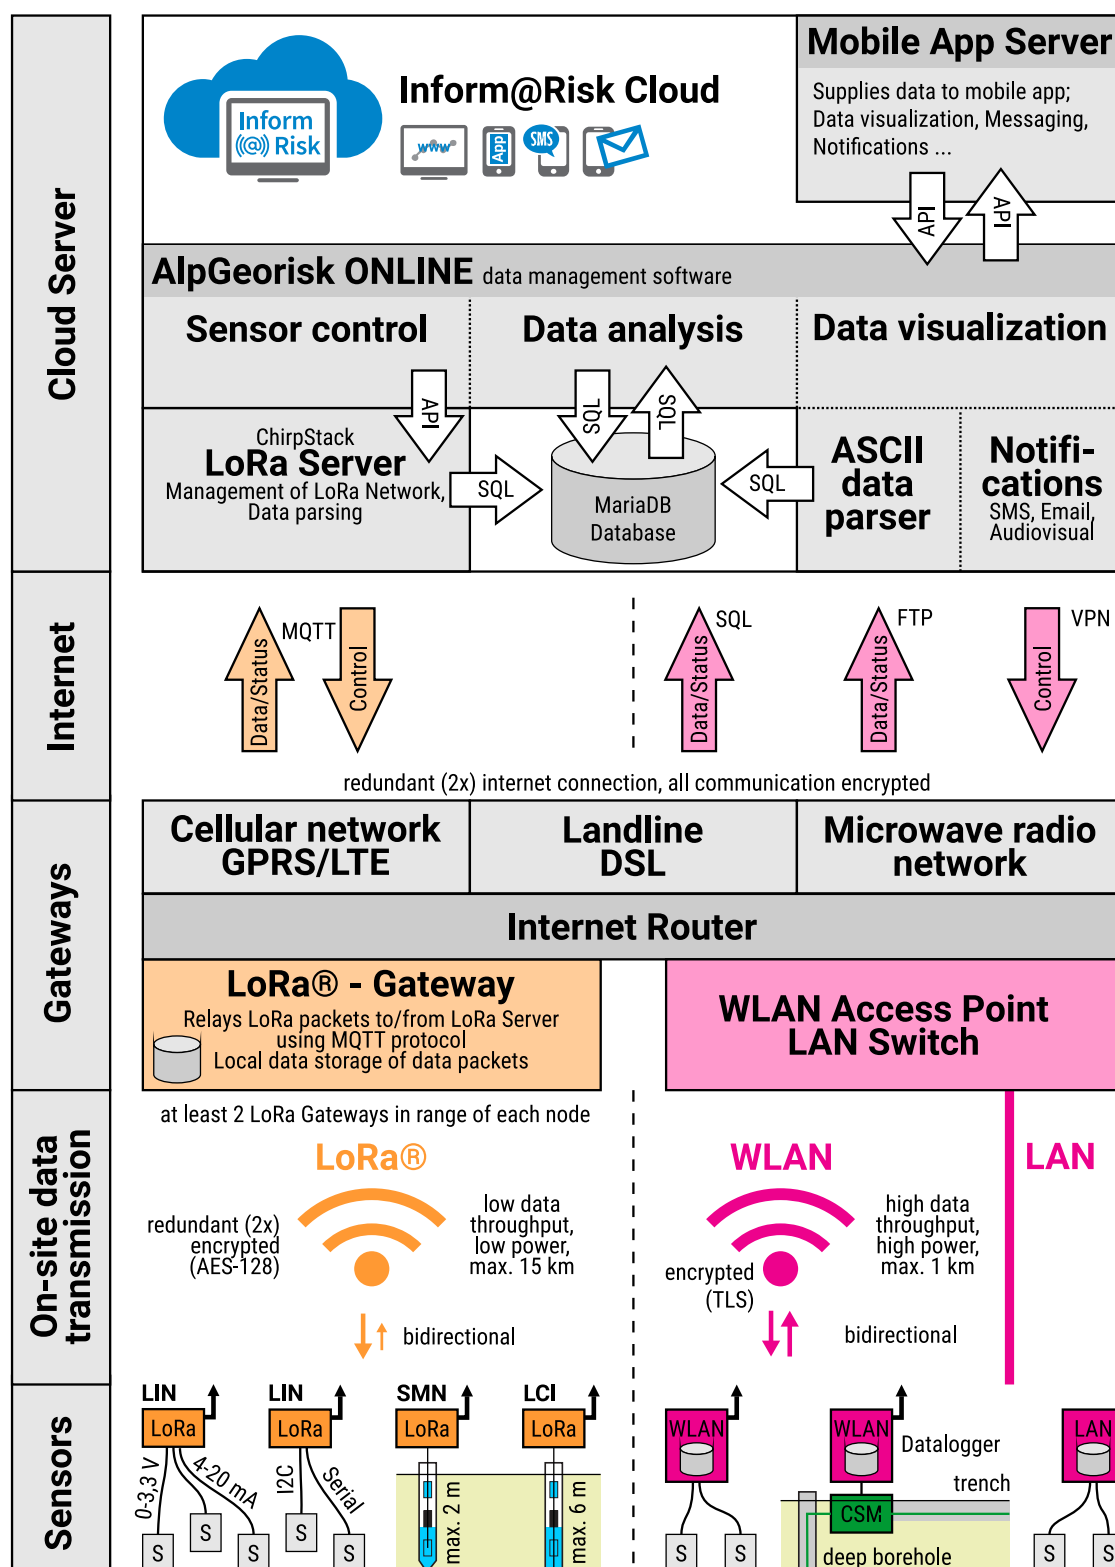 Cloud Server
Inform
((@)) Risk
Inform@Risk Cloud
www
App
SMS
Mobile App Server
Supplies data to mobile app;
Data visualization, Messaging,
Notifications ...
API
API
AlpGeorisk ONLINE data management software
Sensor control
Data analysis
Data visualization
API
SQL
SQL
ChirpStack
LoRa Server
Management of LoRa Network,
Data parsing
SQL
MariaDB
Database
SQL
ASCII
data
parser
Notifi-
cations
SMS, Email,
Audiovisual
Internet
Data/Status
MQTT
Control
Data/Status
SQL
Data/Status
FTP
Control
VPN
redundant (2x) internet connection, all communication encrypted
Gateways
Cellular network
GPRS/LTE
Landline
DSL
Microwave radio
network
Internet Router
LoRa® - Gateway
Relays LoRa packets to/from LoRa Server
using MQTT protocol
Local data storage of data packets
WLAN Access Point
LAN Switch
On-site data
transmission
at least 2 LoRa Gateways in range of each node
LoRa®
redundant (2x)
encrypted
(AES-128)
low data
throughput,
low power,
max. 15 km
bidirectional
WLAN
encrypted
(TLS)
high data
throughput,
high power,
max. 1 km
bidirectional
LAN
Sensors
LIN
LoRa
0-3,3 V
4-20 mA
S
S
S
LIN
LoRa
I2C
Serial
S
S
SMN
LoRa
max. 2 m
LCI
LoRa
max. 6 m
WLAN
S
S
WLAN
Datalogger
trench
CSM
deep borehole
LAN
S
S